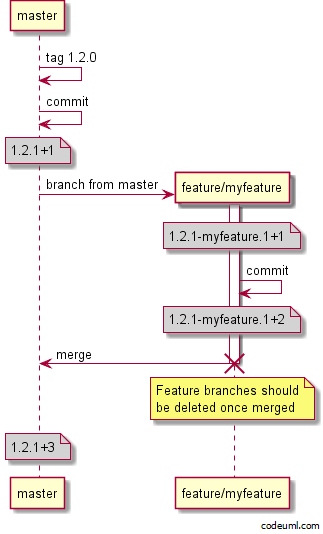 master
tag 1.2.0
commit
1.2.1+1
branch from master
feature/myfeature
1.2.1-myfeature.1+1
commit
1.2.1-myfeature.1+2
merge
Feature branches should
be deleted once merged
1.2.1+3
master
feature/myfeature
codeuml.com